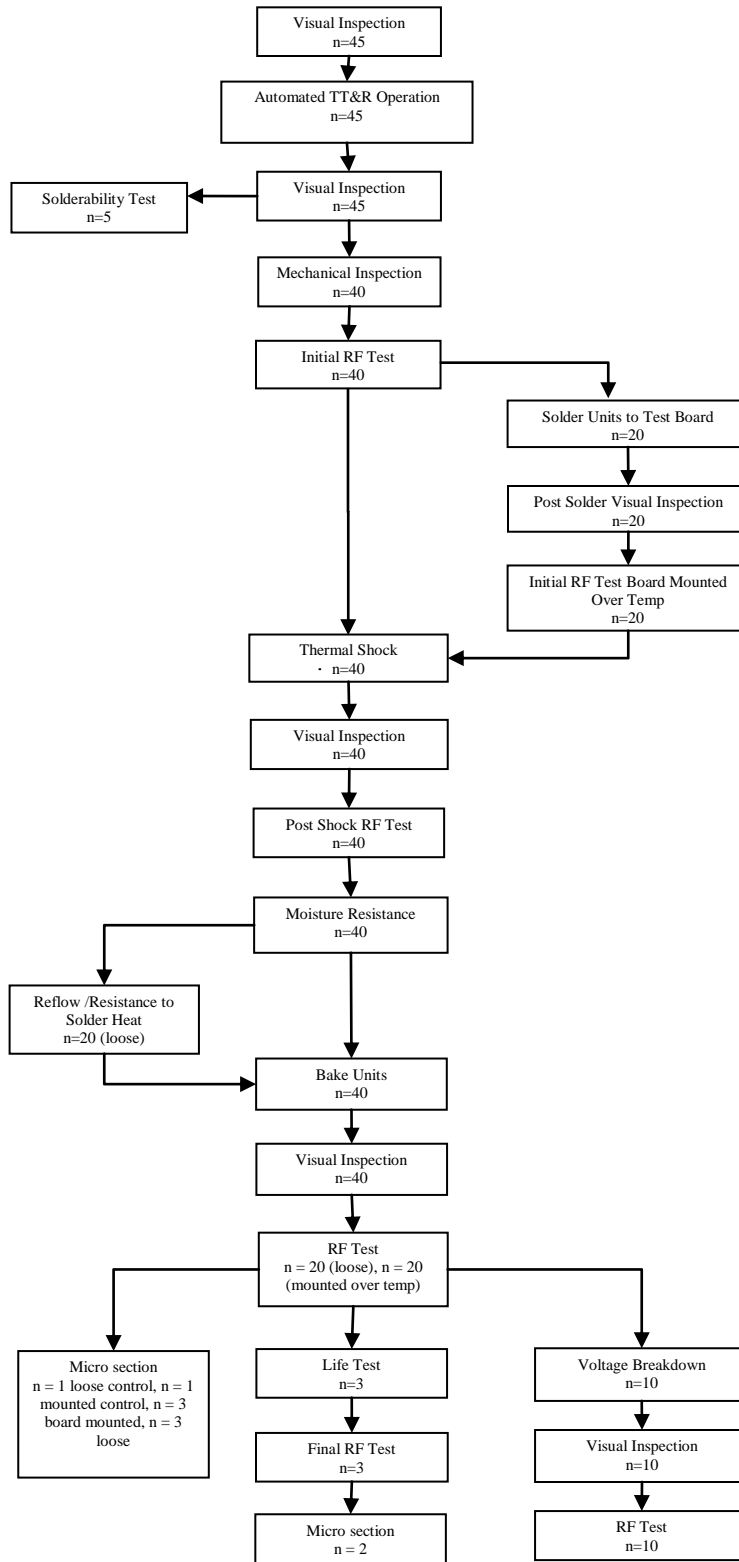 Visual Inspection
n=45
Automated TT&R Operation
n=45
Visual Inspection
n=45
Solderability Test
n=5
Mechanical Inspection
n=40
Initial RF Test
n=40
Solder Units to Test Board
n=20
Post Solder Visual Inspection
n=20
Initial RF Test Board Mounted
Over Temp
n=20
Thermal Shock
· n=40
Visual Inspection
n=40
Post Shock RF Test
n=40
Moisture Resistance
n=40
Reflow /Resistance to
Solder Heat
n=20 (loose)
Bake Units
n=40
Visual Inspection
n=40
RF Test
n = 20 (loose), n = 20
(mounted over temp)
Micro section
n = 1 loose control, n = 1
mounted control, n = 3
board mounted, n = 3
loose
Life Test
n=3
Final RF Test
n=3
Micro section
n = 2
Voltage Breakdown
n=10
Visual Inspection
n=10
RF Test
n=10